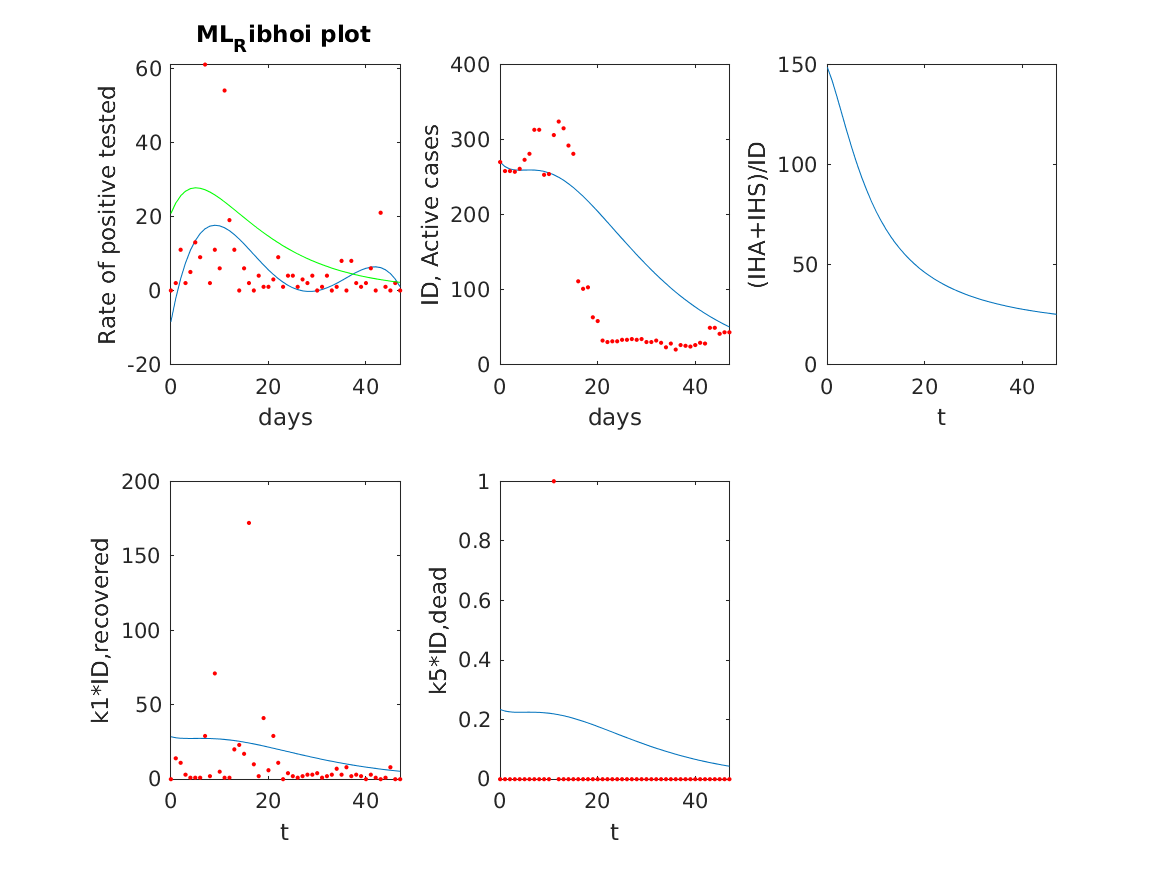 ML_Ribhoi plot
60
40
20
0
-20
Rate of positive tested
0 20 40
days
400
300
200
100
0
ID, Active cases
0 20 40
days
150
100
50
0
(IHA+IHS)/ID
0 20 40
t
200
150
100
50
0
k1*ID,recovered
0 20 40
t
1
0.8
0.6
0.4
0.2
0
k5*ID,dead
0 20 40
t